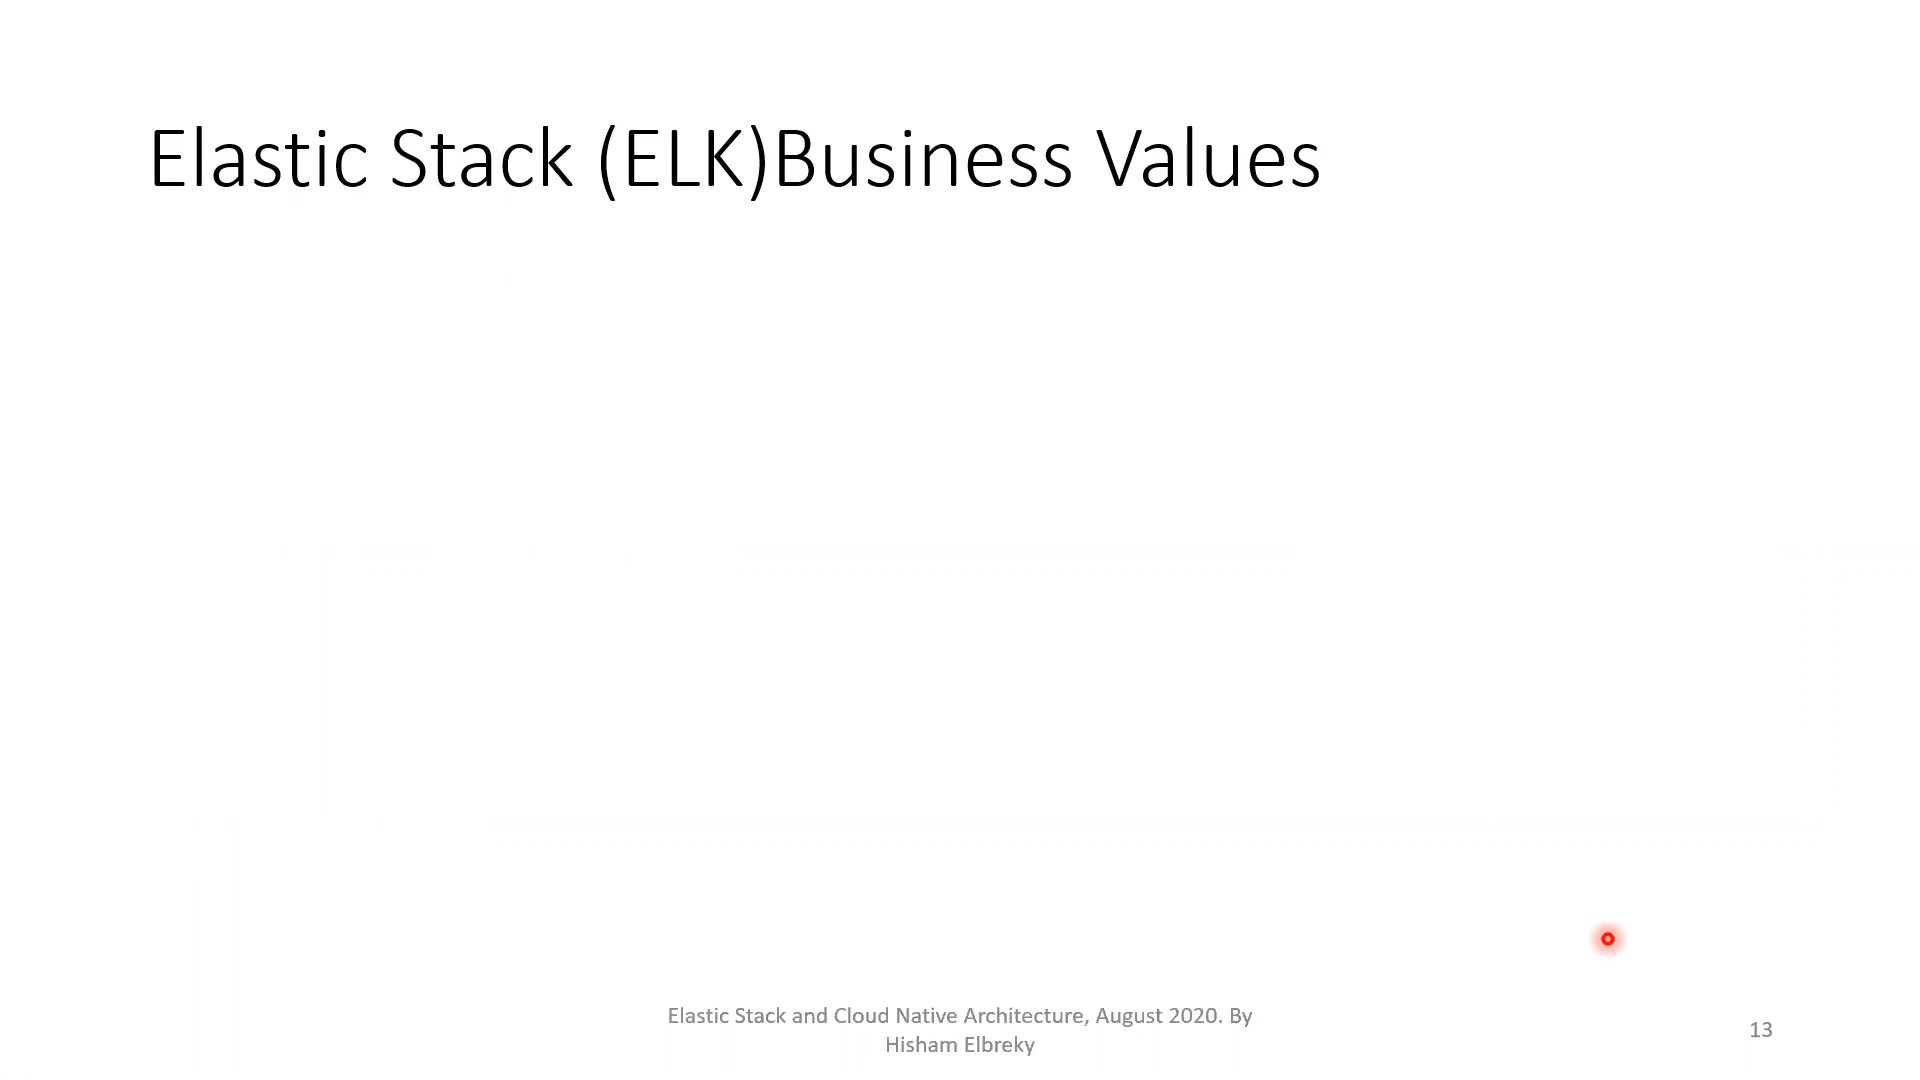 Elastic Stack (ELK)Business Values
Elastic Stack and Cloud Native Architecture, August 2020. By
Hisham Elbreky
13